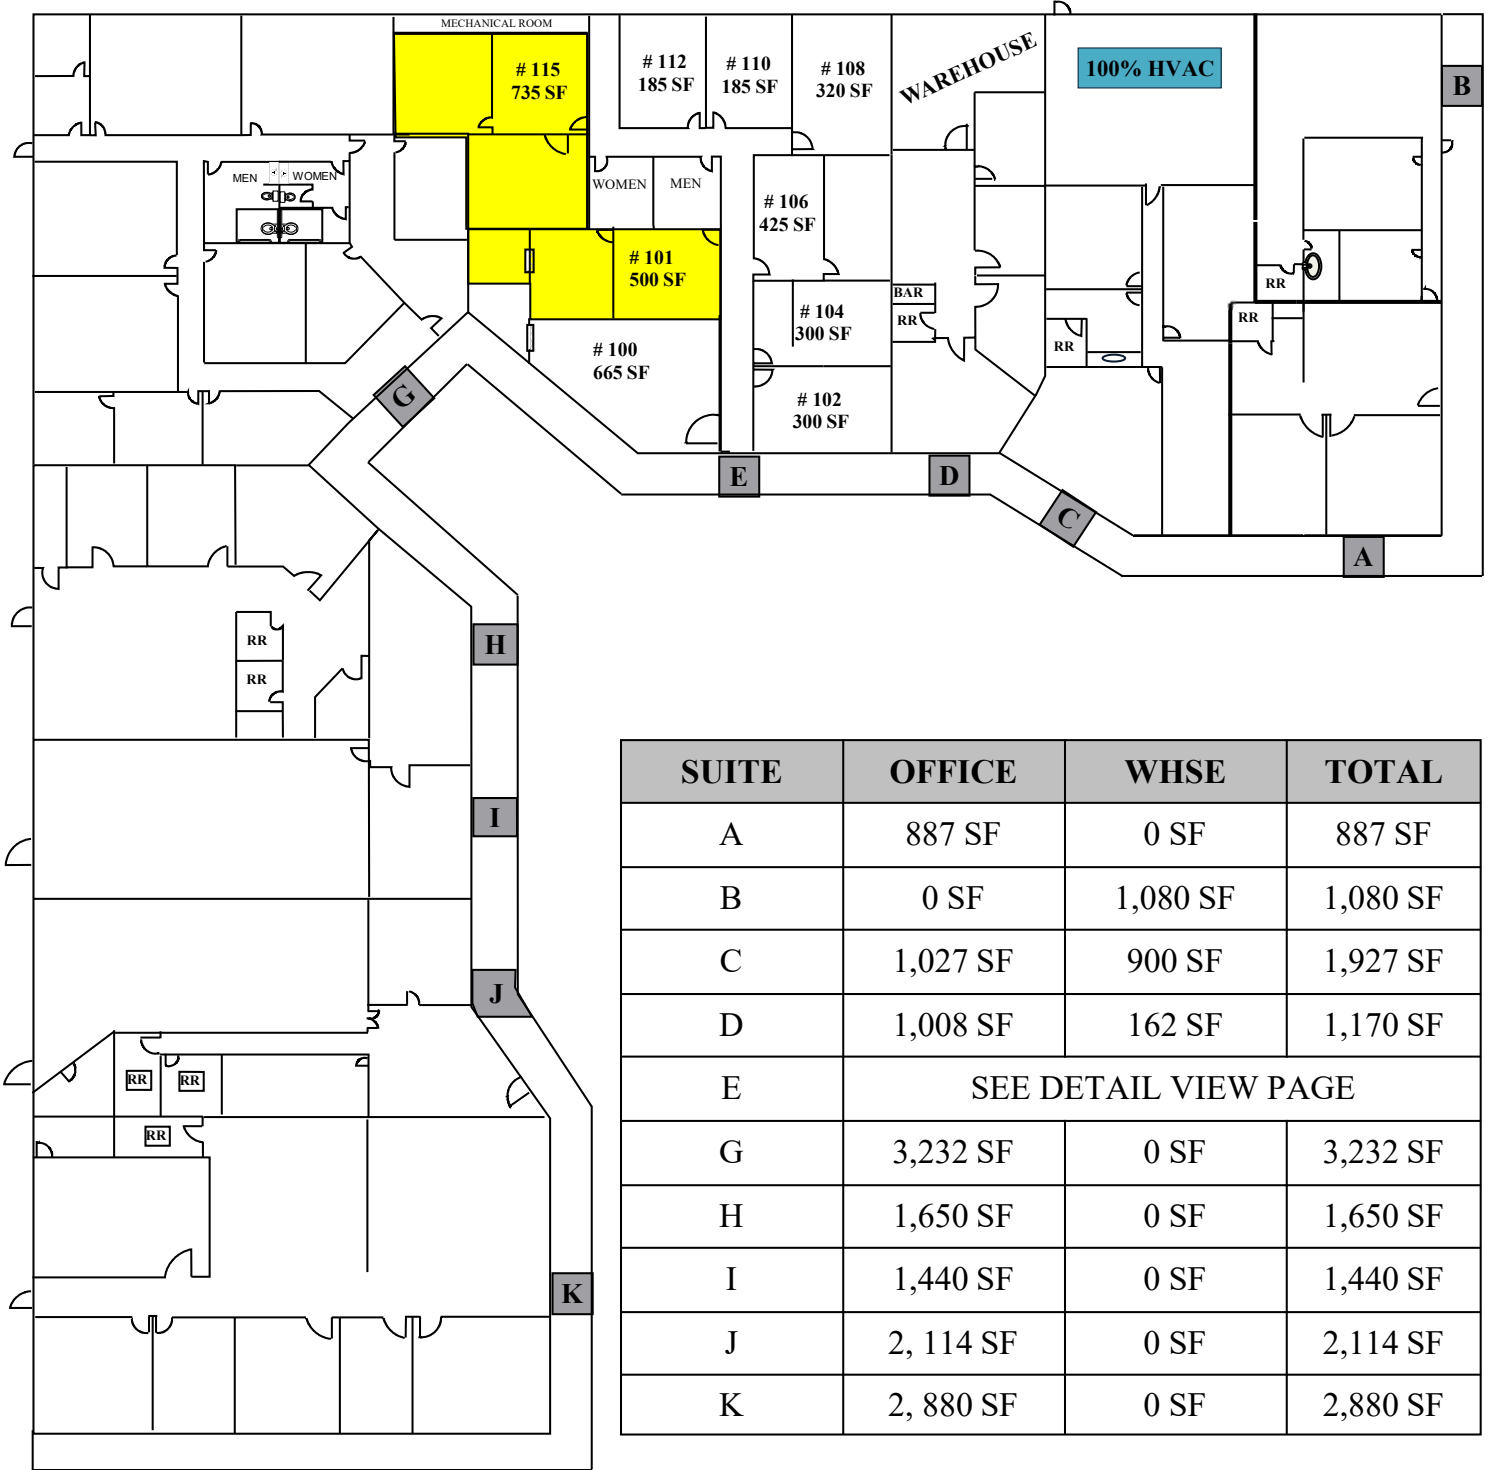 MECHANICAL ROOM
# 115
735 SF
# 112
185 SF
# 110
185 SF
# 108
320 SF
WAREHOUSE
100% HVAC
B
MEN
WOMEN
WOMEN
MEN
# 106
425 SF
# 101
500 SF
BAR
RR
# 104
300 SF
RR
RR
RR
# 100
665 SF
# 102
300 SF
G
E
D
C
A
H
RR
RR
I
J
RR
RR
RR
K
SUITE OFFICE WHSE TOTAL
A 887 SF 0 SF 887 SF
B 0 SF 1,080 SF 1,080 SF
C 1,027 SF 900 SF 1,927 SF
D 1,008 SF 162 SF 1,170 SF
E SEE DETAIL VIEW PAGE
G 3,232 SF 0 SF 3,232 SF
H 1,650 SF 0 SF 1,650 SF
I 1,440 SF 0 SF 1,440 SF
J 2, 114 SF 0 SF 2,114 SF
K 2, 880 SF 0 SF 2,880 SF